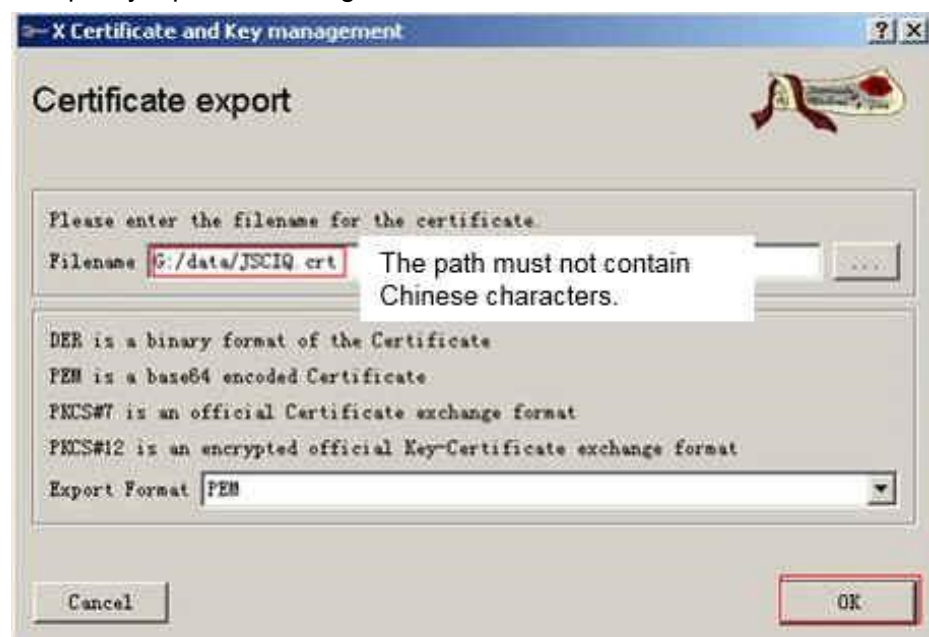 X Certificate and Key management
Certificate export
Please enter the filename for the certificate.
Filename G:/data/JSCIQ.crt
...
The path must not contain
Chinese characters.
DER is a binary format of the Certificate
PEM is a base64 encoded Certificate
PKCS#7 is an official Certificate exchange format
PKCS#12 is an encrypted official Key-Certificate exchange format
Export Format PEM
Cancel
OK